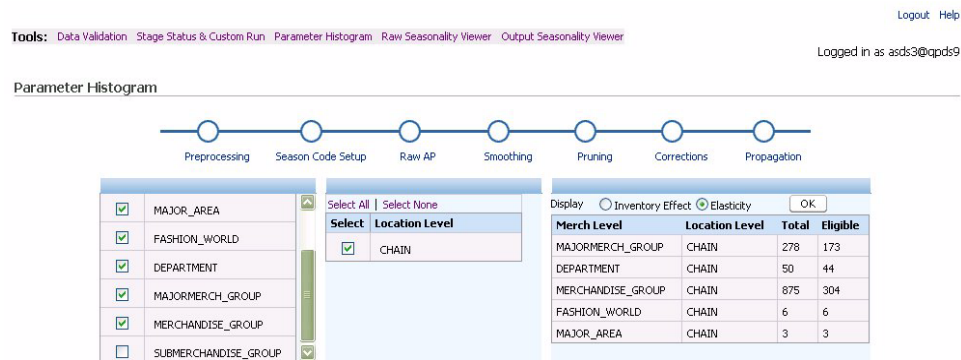 Logout Help
Tools: Data Validation Stage Status & Custom Run Parameter Histogram Raw Seasonality Viewer Output Seasonality Viewer
Logged in as asds3@qpds9
Parameter Histogram
Preprocessing Season Code Setup Raw AP Smoothing Pruning Corrections Propagation
MAJOR_AREA
FASHION_WORLD
DEPARTMENT
MAJORMERCH_GROUP
MERCHANDISE_GROUP
SUBMERCHANDISE_GROUP
Select All | Select None
Select Location Level
CHAIN
Display Inventory Effect Elasticity OK
Merch Level Location Level Total Eligible
MAJORMERCH_GROUP CHAIN 278 173
DEPARTMENT CHAIN 50 44
MERCHANDISE_GROUP CHAIN 875 304
FASHION_WORLD CHAIN 6 6
MAJOR_AREA CHAIN 3 3